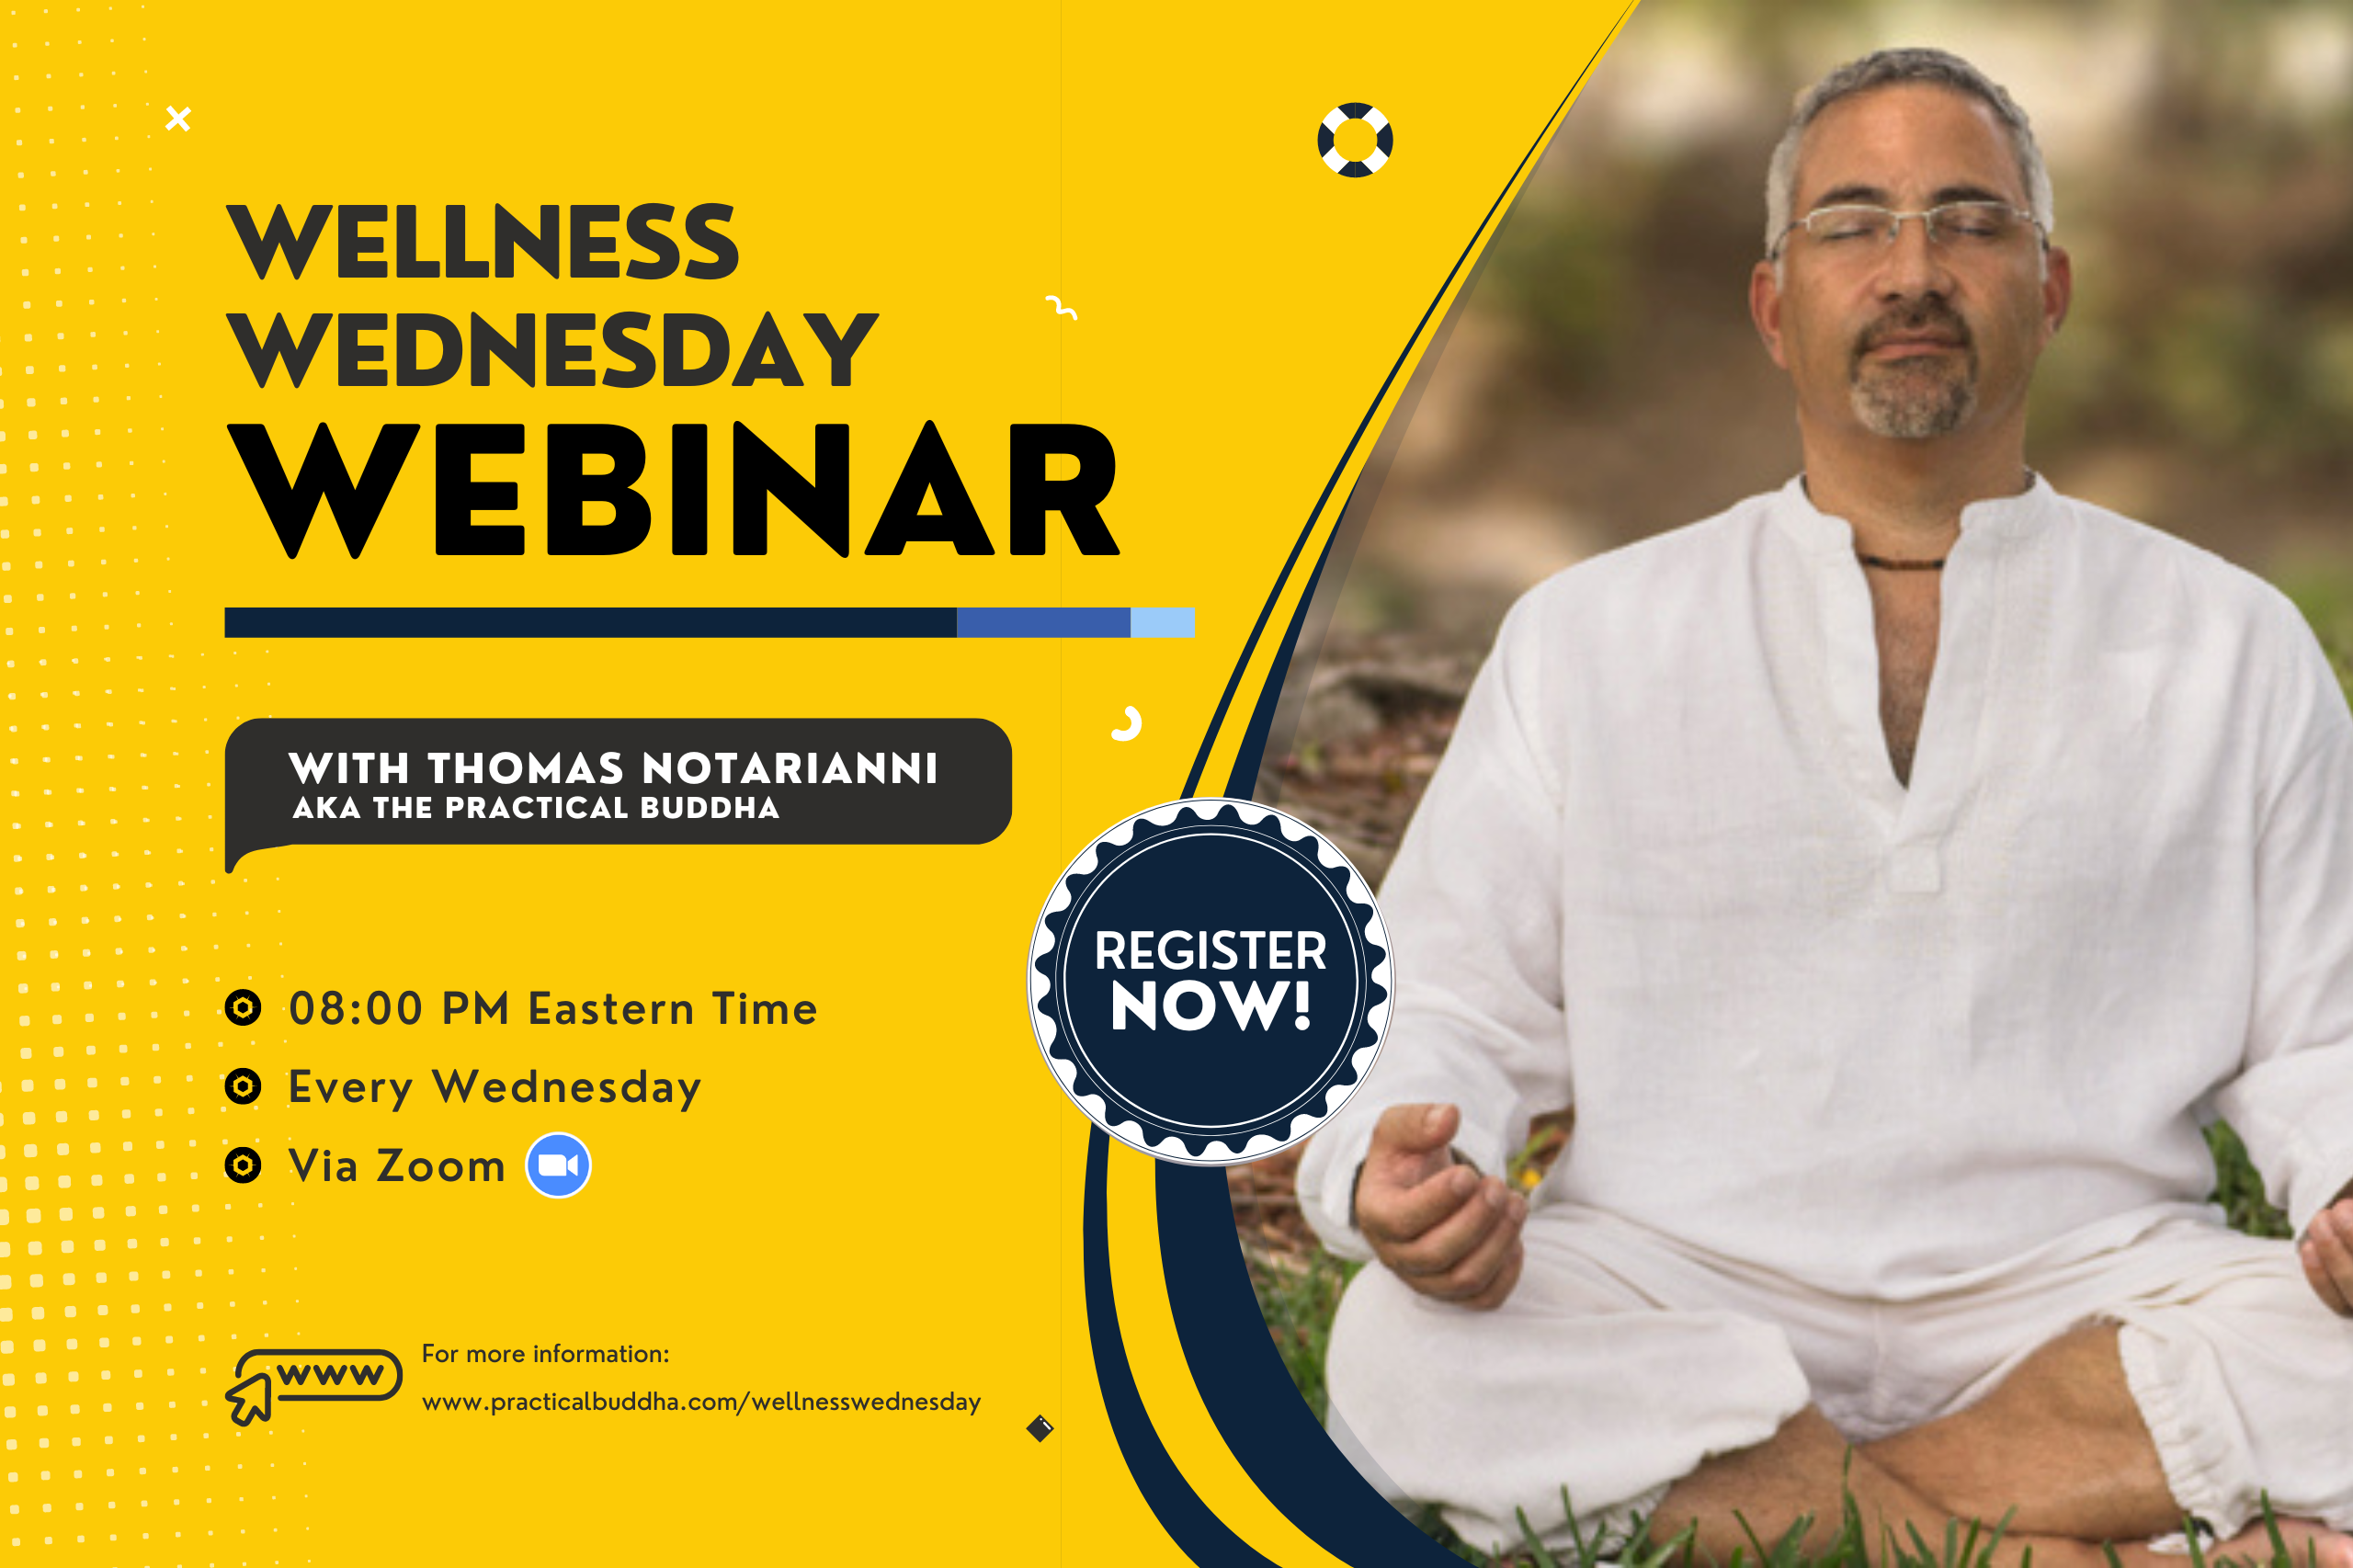 WELLNESS
WEDNESDAY
WEBINAR
WITH THOMAS NOTARIANNI
AKA THE PRACTICAL BUDDHA
REGISTER
NOW!
08:00 PM Eastern Time
Every Wednesday
Via Zoom
www
For more information:
www.practicalbuddha.com/wellnesswednesday